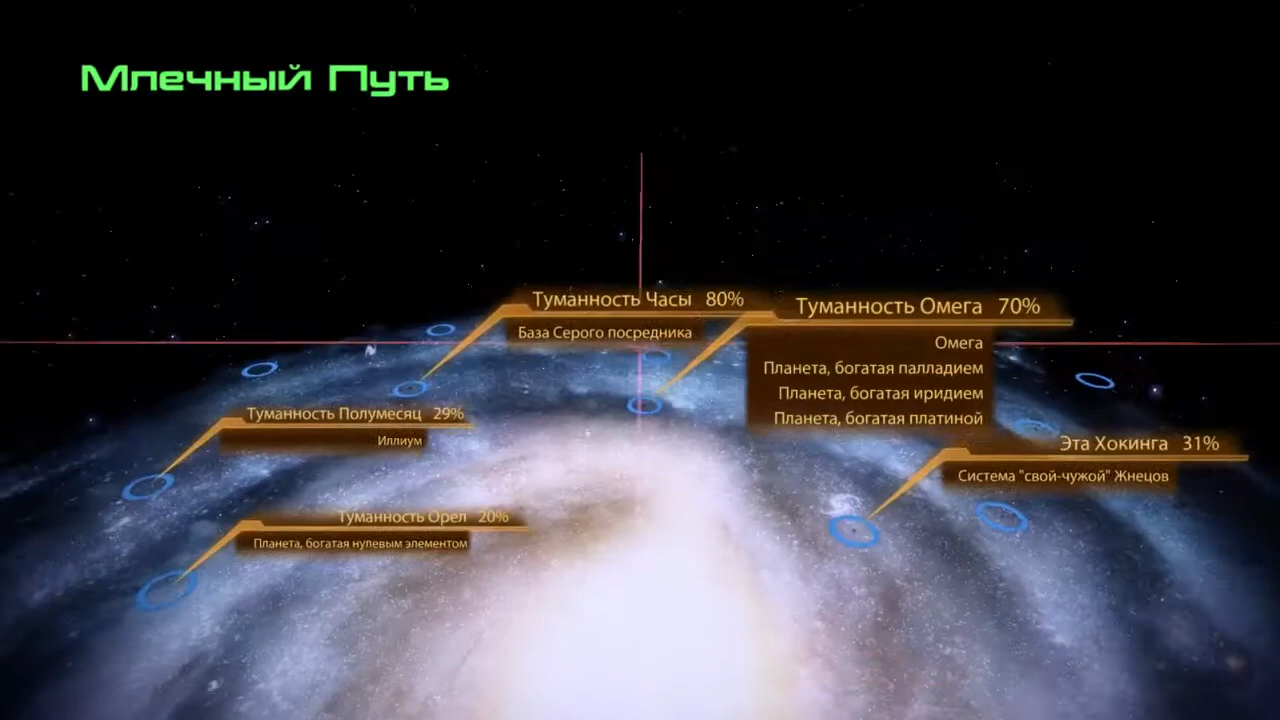 Млечный Путь
Туманность Часы 80%
База Серого посредника
Туманность Омега 70%
Омега
Планета, богатая палладием
Планета, богатая иридием
Планета, богатая платиной
Туманность Полумесяц 29%
Иллиум
Эта Хокинга 31%
Система "свой-чужой" Жнецов
Туманность Орел 20%
Планета, богатая нулевым элементом